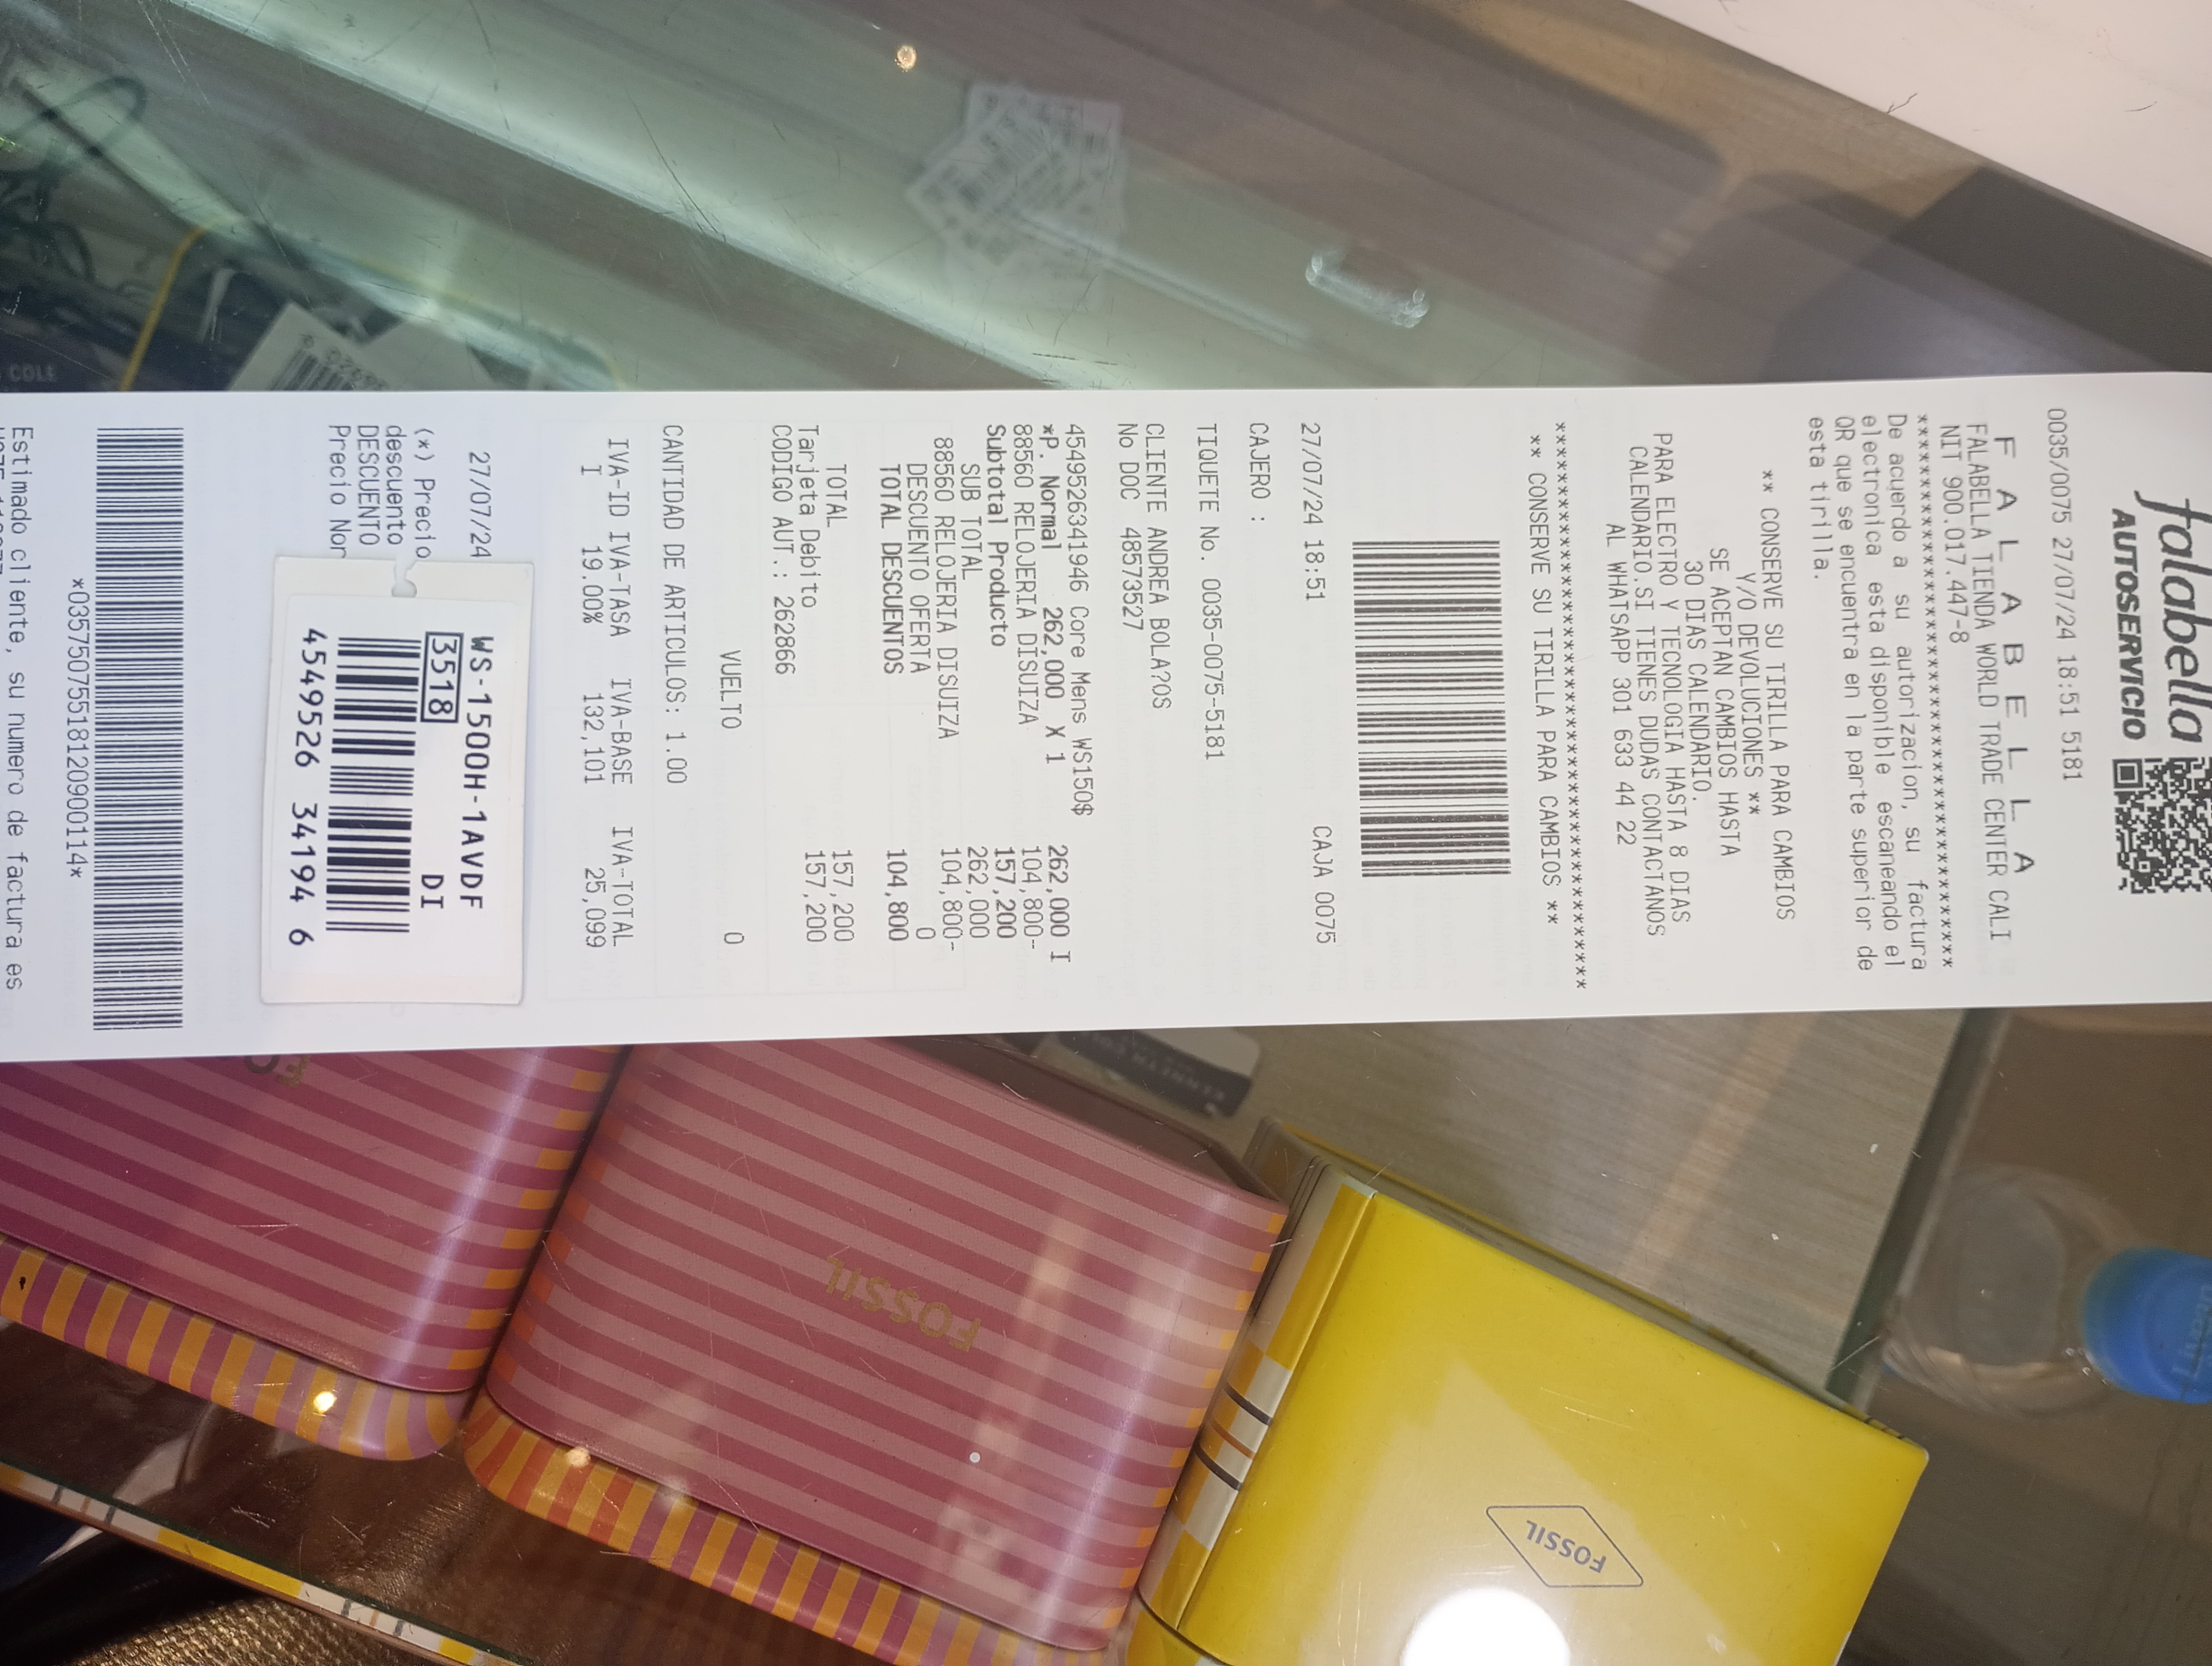 falabella
AUTOSERVICIO
0035/0075 27/07/24 18:51 5181
F A L A B E L L A
FALABELLA TIENDA WORLD TRADE CENTER CALI
NIT 900.017.447-8
****************************************
De acuerdo a su autorizacion, su factura
electronica esta disponible escaneando el
QR que se encuentra en la parte superior de
esta tirilla.
** CONSERVE SU TIRILLA PARA CAMBIOS
Y/O DEVOLUCIONES **
SE ACEPTAN CAMBIOS HASTA
30 DIAS CALENDARIO.
PARA ELECTRO Y TECNOLOGIA HASTA 8 DIAS
CALENDARIO.SI TIENES DUDAS CONTACTANOS
AL WHATSAPP 301 633 44 22
****************************************
** CONSERVE SU TIRILLA PARA CAMBIOS **
27/07/24 18:51 CAJA 0075
CAJERO :
TIQUETE No. 0035-0075-5181
CLIENTE ANDREA BOLA?OS
No DOC 48573527
4549526341946 Core Mens WS150$
*P. Normal 262,000 X 1 262,000 I
88560 RELOJERIA DISUIZA 104,800-
Subtotal Producto 157,200
SUB TOTAL 262,000
88560 RELOJERIA DISUIZA 104,800-
DESCUENTO OFERTA 0
TOTAL DESCUENTOS 104,800
TOTAL 157,200
Tarjeta Debito 157,200
CODIGO AUT.: 262866
VUELTO 0
CANTIDAD DE ARTICULOS: 1.00
IVA-ID IVA-TASA IVA-BASE IVA-TOTAL
I 19.00% 132,101 25,099
27/07/24
(*) Precio
descuento
DESCUENTO
Precio Nor
WS-1500H-1AVDF
3518 DI
4549526 34194 6
*0357507551812090011 4*
Estimado cliente, su numero de factura es
FOSSIL
FOSSIL